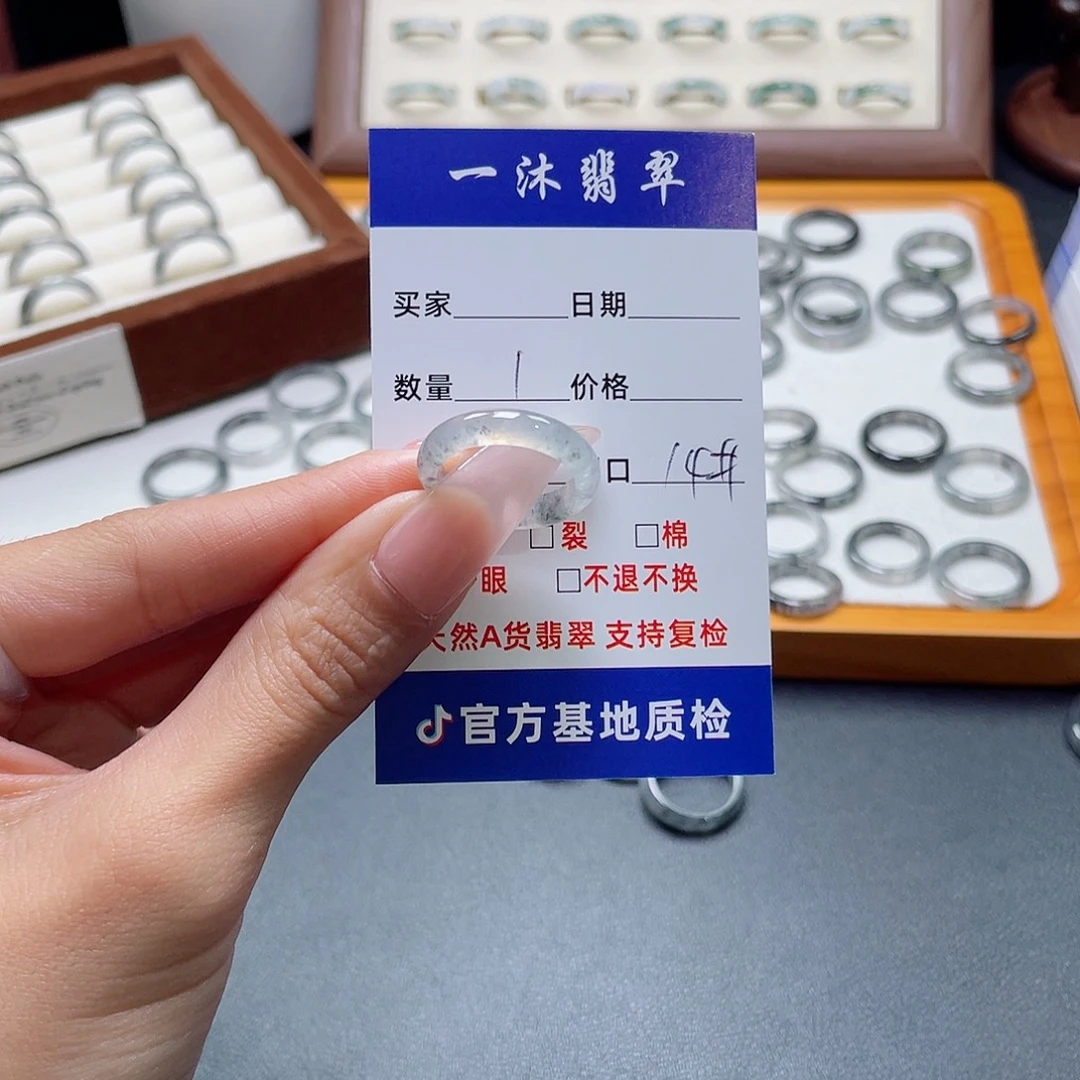 一沐翡翠
买家 日期
数量 1 价格
口 14#
□裂 □棉
眼 □不退不换
天然A货翡翠 支持复检
官方基地质检